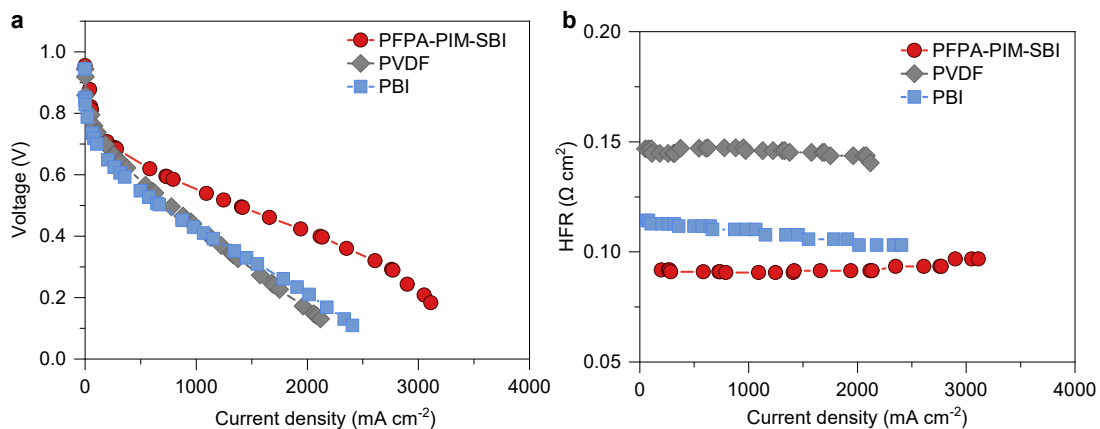 a
PFPA-PIM-SBI
PVDF
PBI
Voltage (V)
1.0
0.8
0.6
0.4
0.2
0.0
0
1000
2000
3000
4000
Current density (mA cm⁻²)
b
PFPA-PIM-SBI
PVDF
PBI
HFR (Ω cm²)
0.20
0.15
0.10
0.05
0
1000
2000
3000
4000
Current density (mA cm⁻²)